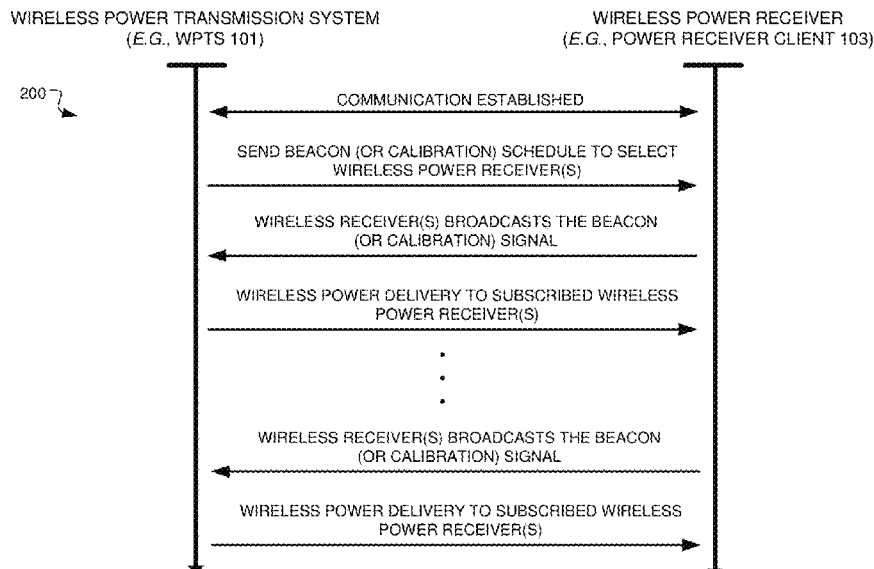 WIRELESS POWER TRANSMISSION SYSTEM
(E.G., WPTS 101)
WIRELESS POWER RECEIVER
(E.G., POWER RECEIVER CLIENT 103)
200
COMMUNICATION ESTABLISHED
SEND BEACON (OR CALIBRATION) SCHEDULE TO SELECT
WIRELESS POWER RECEIVER(S)
WIRELESS RECEIVER(S) BROADCASTS THE BEACON
(OR CALIBRATION) SIGNAL
WIRELESS POWER DELIVERY TO SUBSCRIBED WIRELESS
POWER RECEIVER(S)
WIRELESS RECEIVER(S) BROADCASTS THE BEACON
(OR CALIBRATION) SIGNAL
WIRELESS POWER DELIVERY TO SUBSCRIBED WIRELESS
POWER RECEIVER(S)